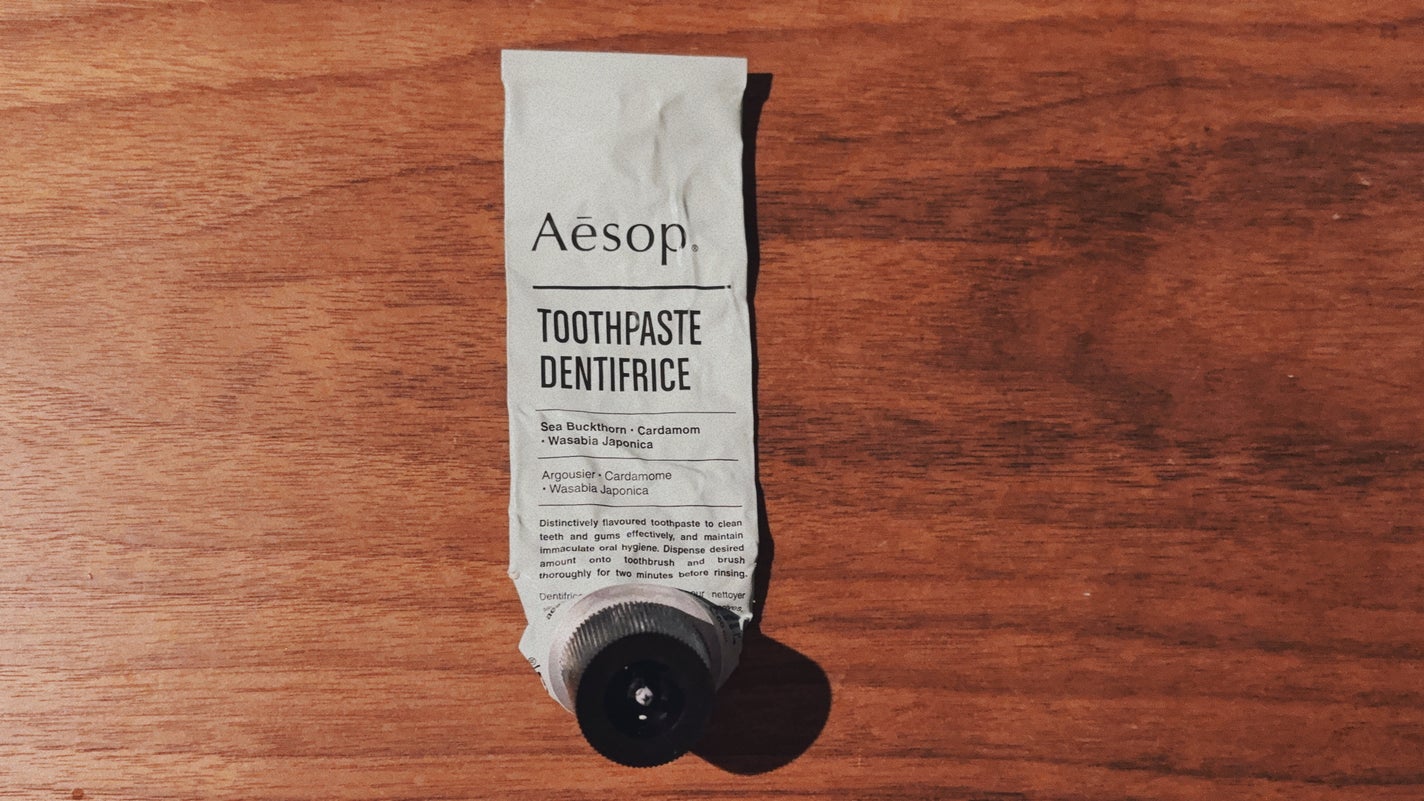 Aēsop®
TOOTHPASTE
DENTIFRICE
Sea Buckthorn · Cardamom
· Wasabia Japonica
Argousier · Cardamome
· Wasabia Japonica
Distinctively flavoured toothpaste to clean
teeth and gums effectively, and maintain
immaculate oral hygiene. Dispense desired
amount onto toothbrush and brush
thoroughly for two minutes before rinsing.
nettoyer